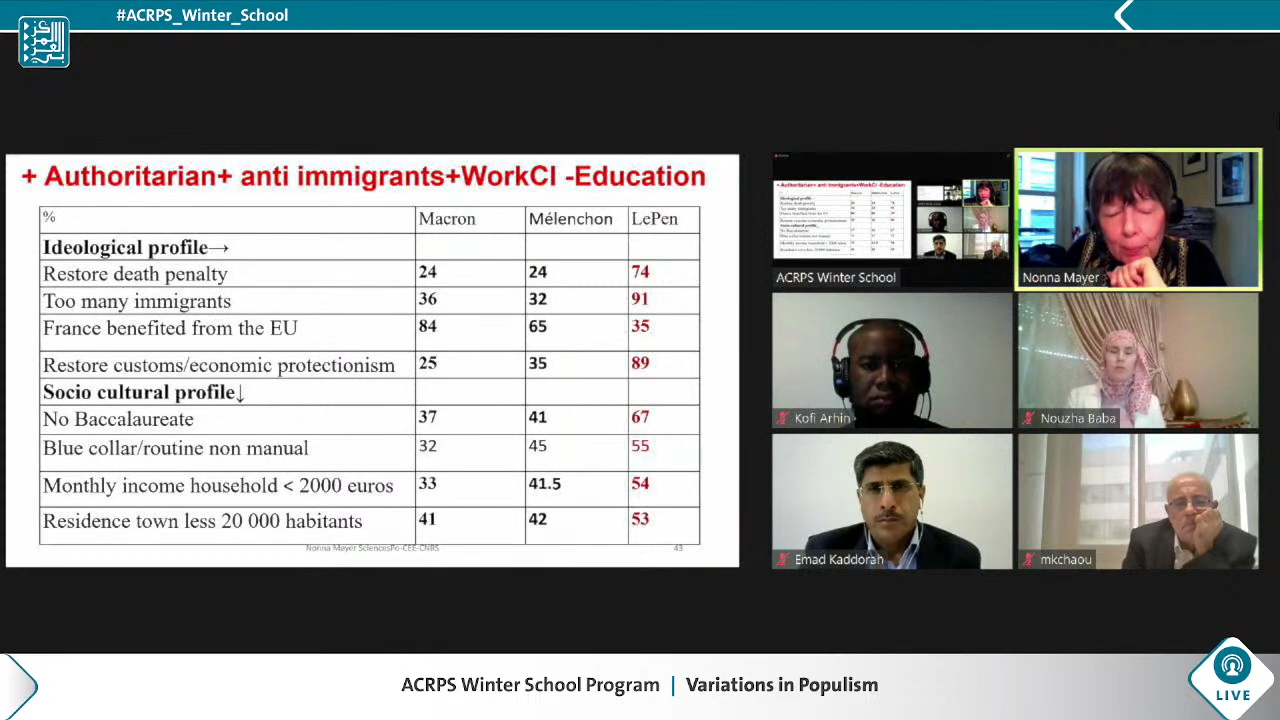 #ACRPS_Winter_School
+ Authoritarian+ anti immigrants+WorkCl -Education
% Macron Mélenchon LePen
Ideological profile→
Restore death penalty 24 24 74
Too many immigrants 36 32 91
France benefited from the EU 84 65 35
Restore customs/economic protectionism 25 35 89
Socio cultural profile↓
No Baccalaureate 37 41 67
Blue collar/routine non manual 32 45 55
Monthly income household < 2000 euros 33 41.5 54
Residence town less 20 000 habitants 41 42 53
Nonna Mayer SciencesPo-CEE-CNRS 43
ACRPS Winter School
Nonna Mayer
Kofi Arhin
Nouzha Baba
Emad Kaddorah
mkchaou
ACRPS Winter School Program | Variations in Populism
LIVE